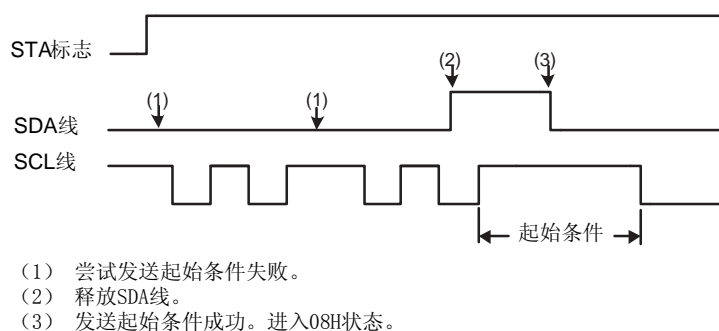 STA标志
(2)
(3)
(1)
(1)
SDA线
SCL线
起始条件
（1） 尝试发送起始条件失败。
（2） 释放SDA线。
（3） 发送起始条件成功。进入08H状态。